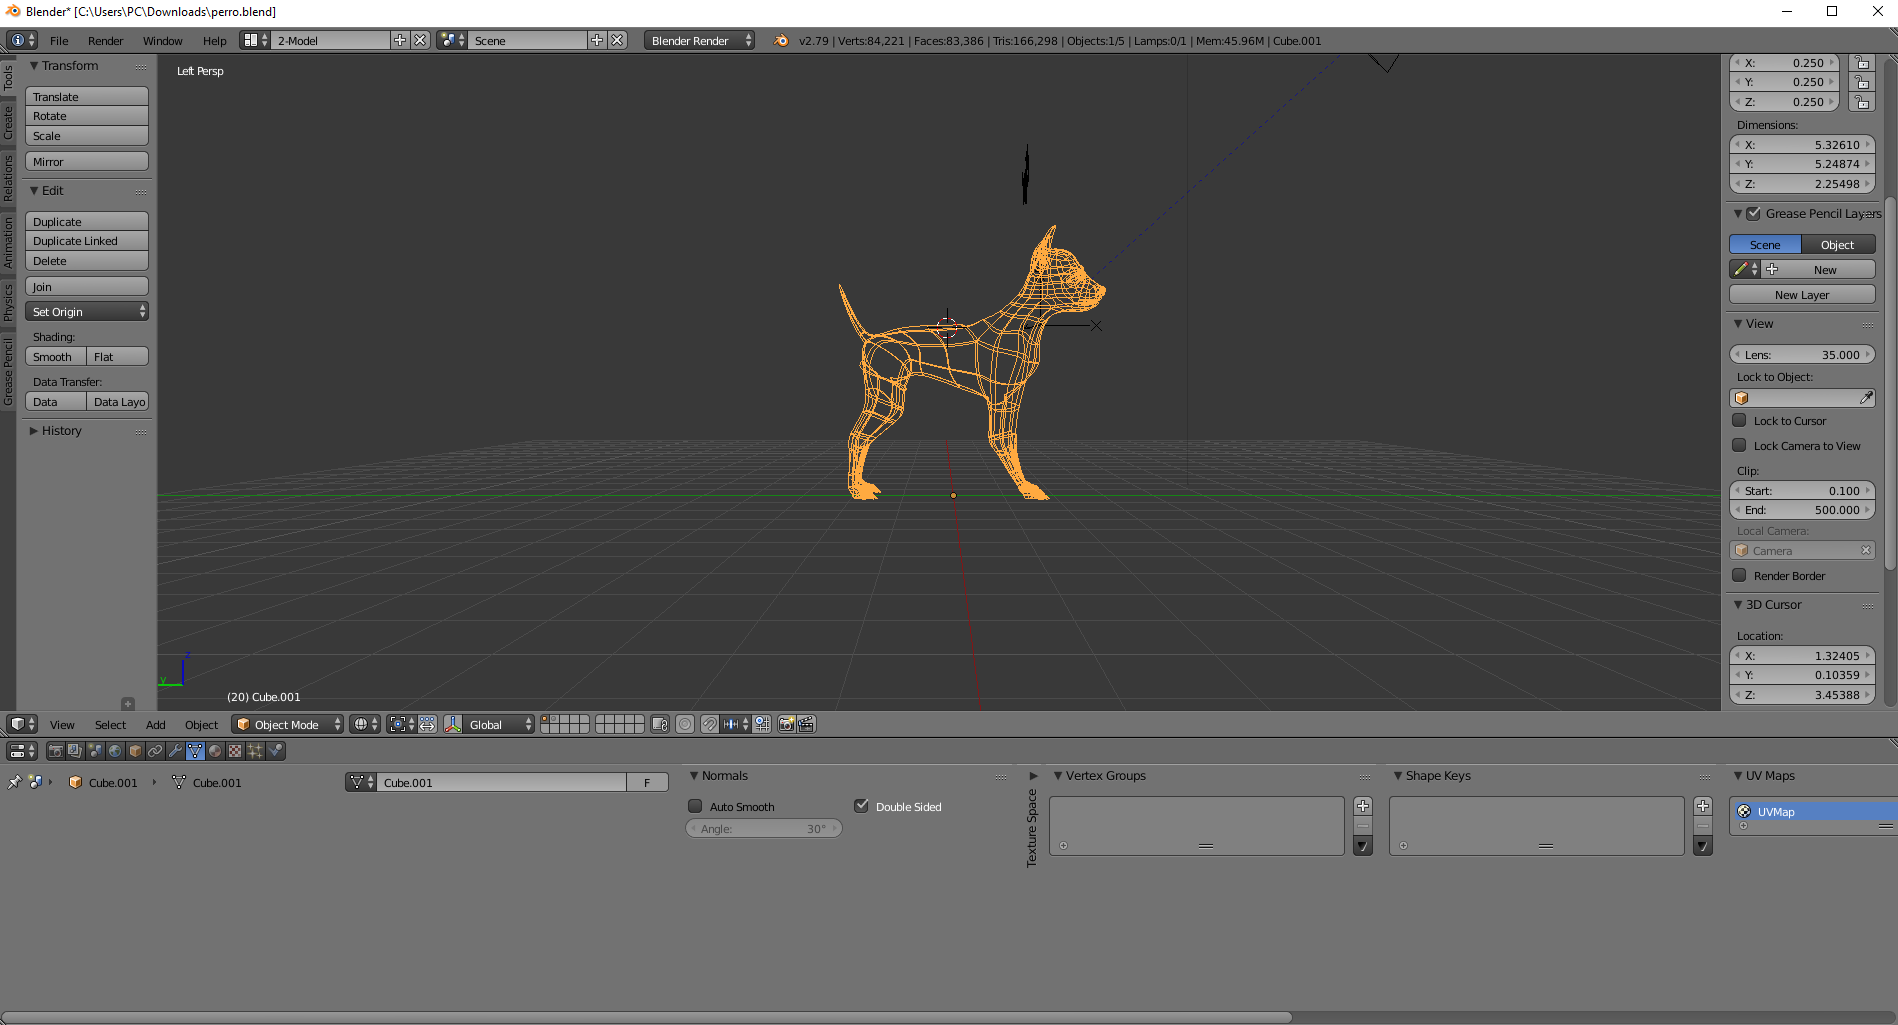 Blender* [C:\Users\PC\Downloads\perro.blend]
File Render Window Help 2-Model Scene Blender Render v2.79 | Verts:84,221 | Faces:83,386 | Tris:166,298 | Objects:1/5 | Lamps:0/1 | Mem:45.96M | Cube.001
Tools
Create
Relations
Animation
Physics
Grease Pencil
Transform
Translate
Rotate
Scale
Mirror
Edit
Duplicate
Duplicate Linked
Delete
Join
Set Origin
Shading:
Smooth Flat
Data Transfer:
Data Data Layo
History
Left Persp
z
y
(20) Cube.001
X: 0.250
Y: 0.250
Z: 0.250
Dimensions:
X: 5.32610
Y: 5.24874
Z: 2.25498
Grease Pencil Layers
Scene Object
New
New Layer
View
Lens: 35.000
Lock to Object:
Lock to Cursor
Lock Camera to View
Clip:
Start: 0.100
End: 500.000
Local Camera:
Camera
Render Border
3D Cursor
Location:
X: 1.32405
Y: 0.10359
Z: 3.45388
View Select Add Object Object Mode Global
Cube.001 Cube.001
Cube.001 F
Normals
Auto Smooth Double Sided
Angle: 30°
Texture Space
Vertex Groups
Shape Keys
UV Maps
UVMap